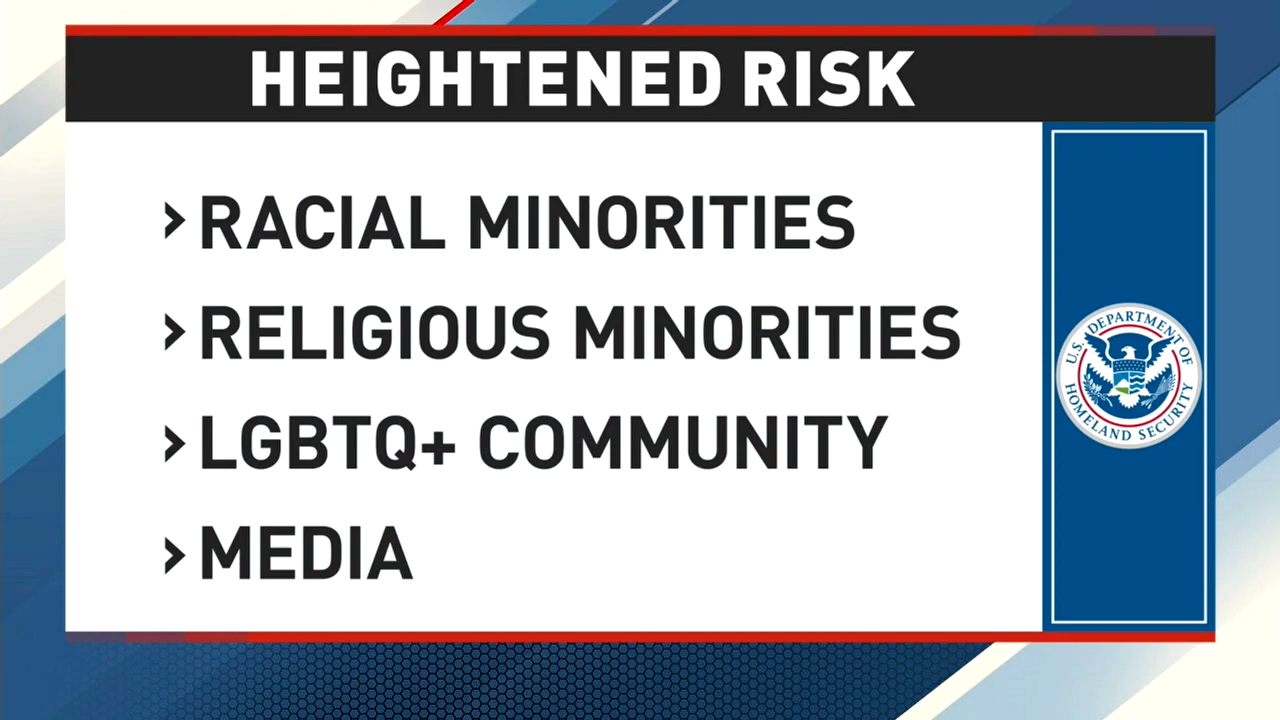 HEIGHTENED RISK
> RACIAL MINORITIES
> RELIGIOUS MINORITIES
> LGBTQ+ COMMUNITY
> MEDIA
U.S. DEPARTMENT OF
HOMELAND SECURITY